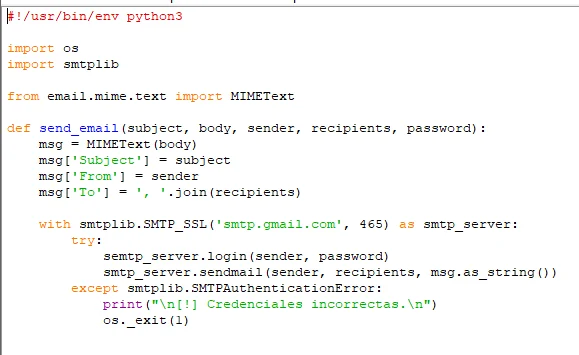 #!/usr/bin/env python3
import os
import smtplib
from email.mime.text import MIMEText
def send_email(subject, body, sender, recipients, password):
msg = MIMEText(body)
msg['Subject'] = subject
msg['From'] = sender
msg['To'] = ', '.join(recipients)
with smtplib.SMTP_SSL('smtp.gmail.com', 465) as smtp_server:
try:
semtp_server.login(sender, password)
smtp_server.sendmail(sender, recipients, msg.as_string())
except smtplib.SMTPAuthenticationError:
print("\n[!] Credenciales incorrectas.\n")
os._exit(1)